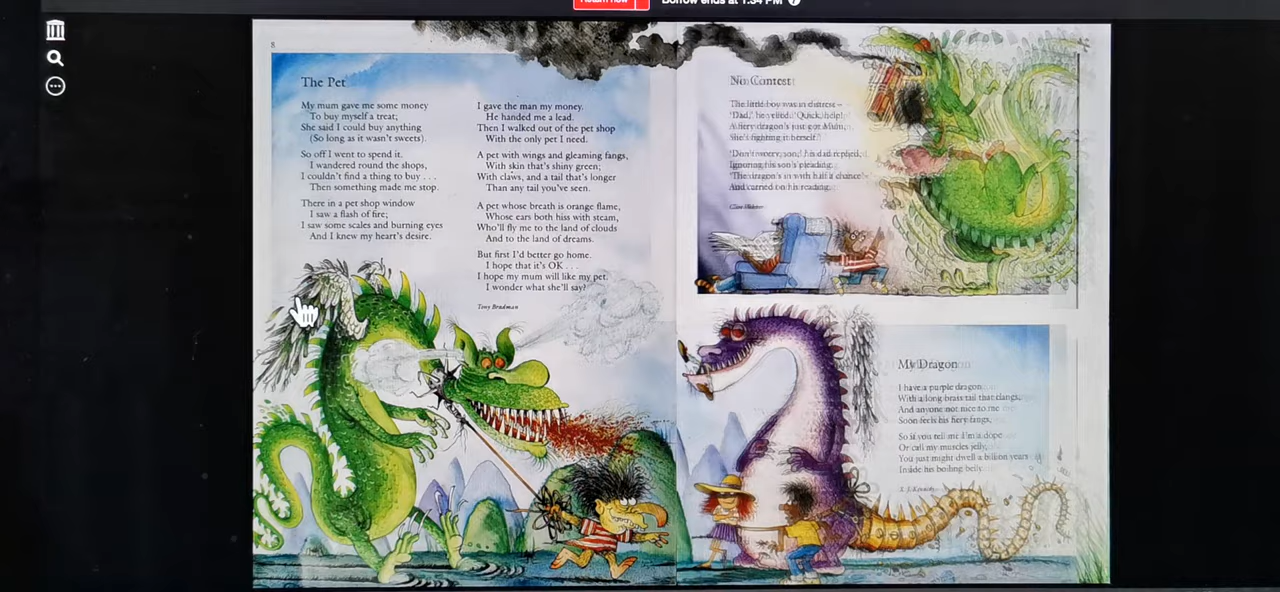 Borrow ends at 1:34 PM
8
The Pet
My mum gave me some money
To buy myself a treat;
She said I could buy anything
(So long as it wasn't sweets).
So off I went to spend it.
I wandered round the shops,
I couldn't find a thing to buy . . .
Then something made me stop.
There in a pet shop window
I saw a flash of fire;
I saw some scales and burning eyes
And I knew my heart's desire.
I gave the man my money.
He handed me a lead.
Then I walked out of the pet shop
With the only pet I need.
A pet with wings and gleaming fangs,
With skin that's shiny green;
With claws, and a tail that's longer
Than any tail you've seen.
A pet whose breath is orange flame,
Whose ears both hiss with steam,
Who'll fly me to the land of clouds
And to the land of dreams.
But first I'd better go home.
I hope that it's OK . . .
I hope my mum will like my pet.
I wonder what she'll say?
Tony Bradman
No Contest
The little boy was in distress –
'Dad,' he yelled. 'Quick, help!
A fiery dragon's just got Mum,
She's fighting it herself.'
'Don't worry, son,' his dad replied,
Ignoring his son's pleading.
'The dragon's in with half a chance'
And carried on his reading.
My Dragon
I have a purple dragon
With a long brass tail that clangs,
And anyone not nice to me
Soon feels his fiery fangs,
So if you tell me I'm a dope
Or call my muscles jelly,
You just might dwell a billion years
Inside his boiling belly.
X. J. Kennedy